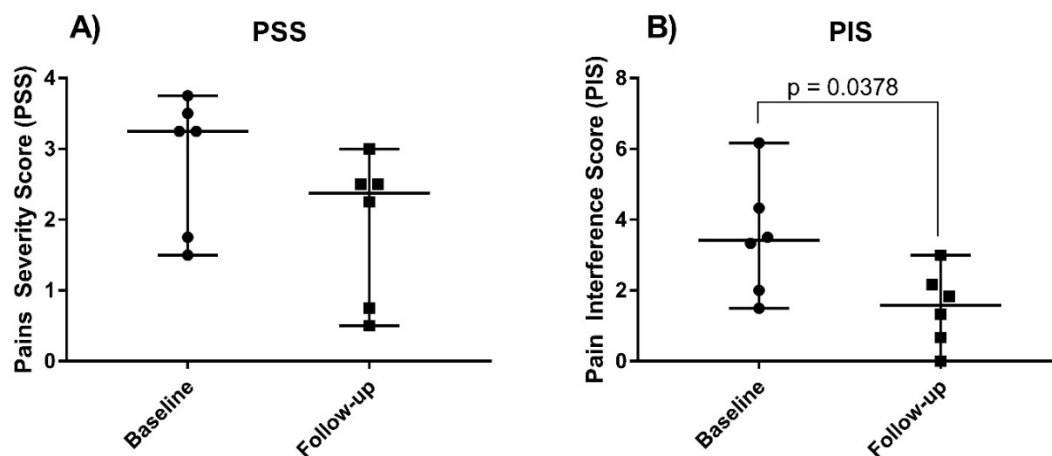 A)
PSS
Pains Severity Score (PSS)
4
3
2
1
0
Baseline
Follow-up
B)
PIS
p = 0.0378
Pain Interference Score (PIS)
8
6
4
2
0
Baseline
Follow-up